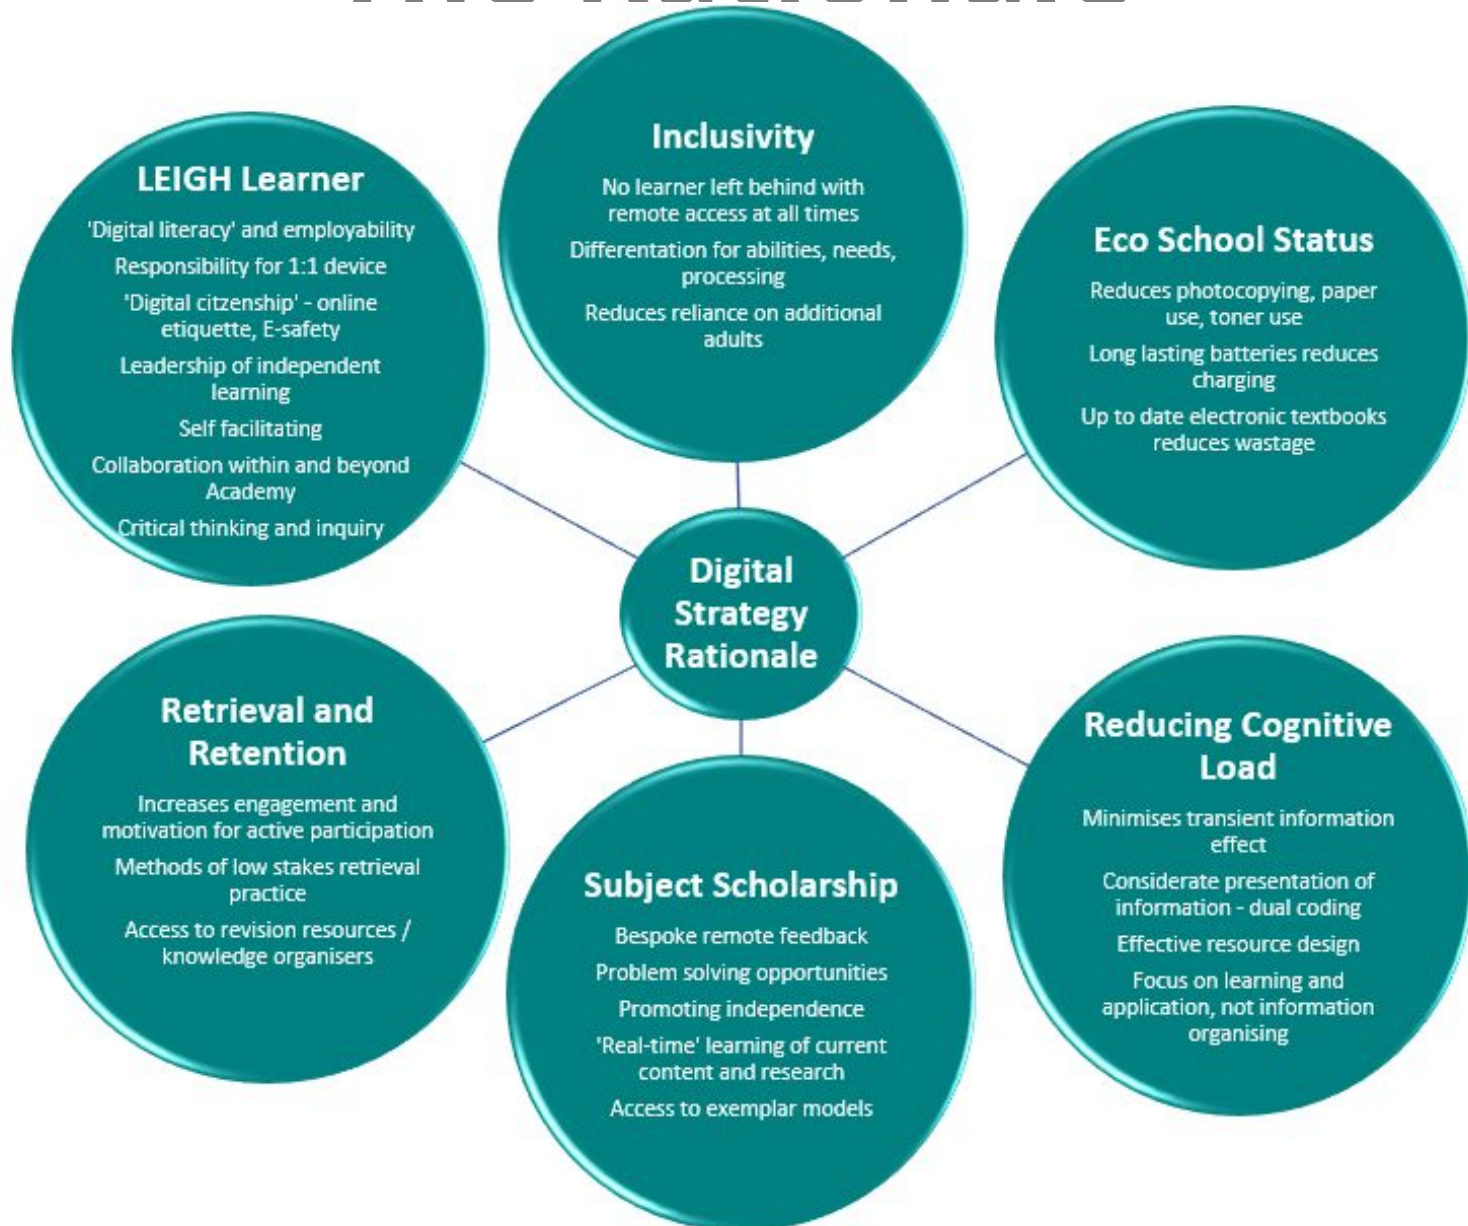 Inclusivity
No learner left behind with
remote access at all times
Differentation for abilities, needs,
processing
Reduces reliance on additional
adults
LEIGH Learner
'Digital literacy' and employability
Responsibility for 1:1 device
'Digital citzenship' - online
etiquette, E-safety
Leadership of independent
learning
Self facilitating
Collaboration within and beyond
Academy
Critical thinking and inquiry
Eco School Status
Reduces photocopying, paper
use, toner use
Long lasting batteries reduces
charging
Up to date electronic textbooks
reduces wastage
Digital
Strategy
Rationale
Retrieval and
Retention
Increases engagement and
motivation for active participation
Methods of low stakes retrieval
practice
Access to revision resources /
knowledge organisers
Subject Scholarship
Bespoke remote feedback
Problem solving opportunities
Promoting independence
'Real-time' learning of current
content and research
Access to exemplar models
Reducing Cognitive
Load
Minimises transient information
effect
Considerate presentation of
information - dual coding
Effective resource design
Focus on learning and
application, not information
organising